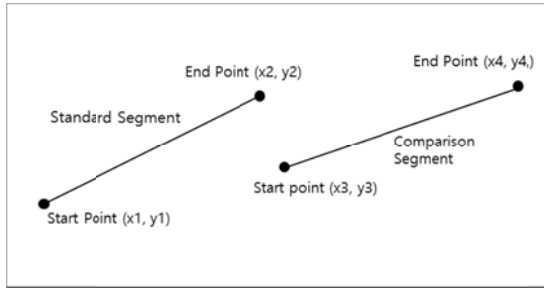 End Point (x2, y2)
Standard Segment
Start Point (x1, y1)
End Point (x4, y4,)
Comparison
Segment
Start point (x3, y3)